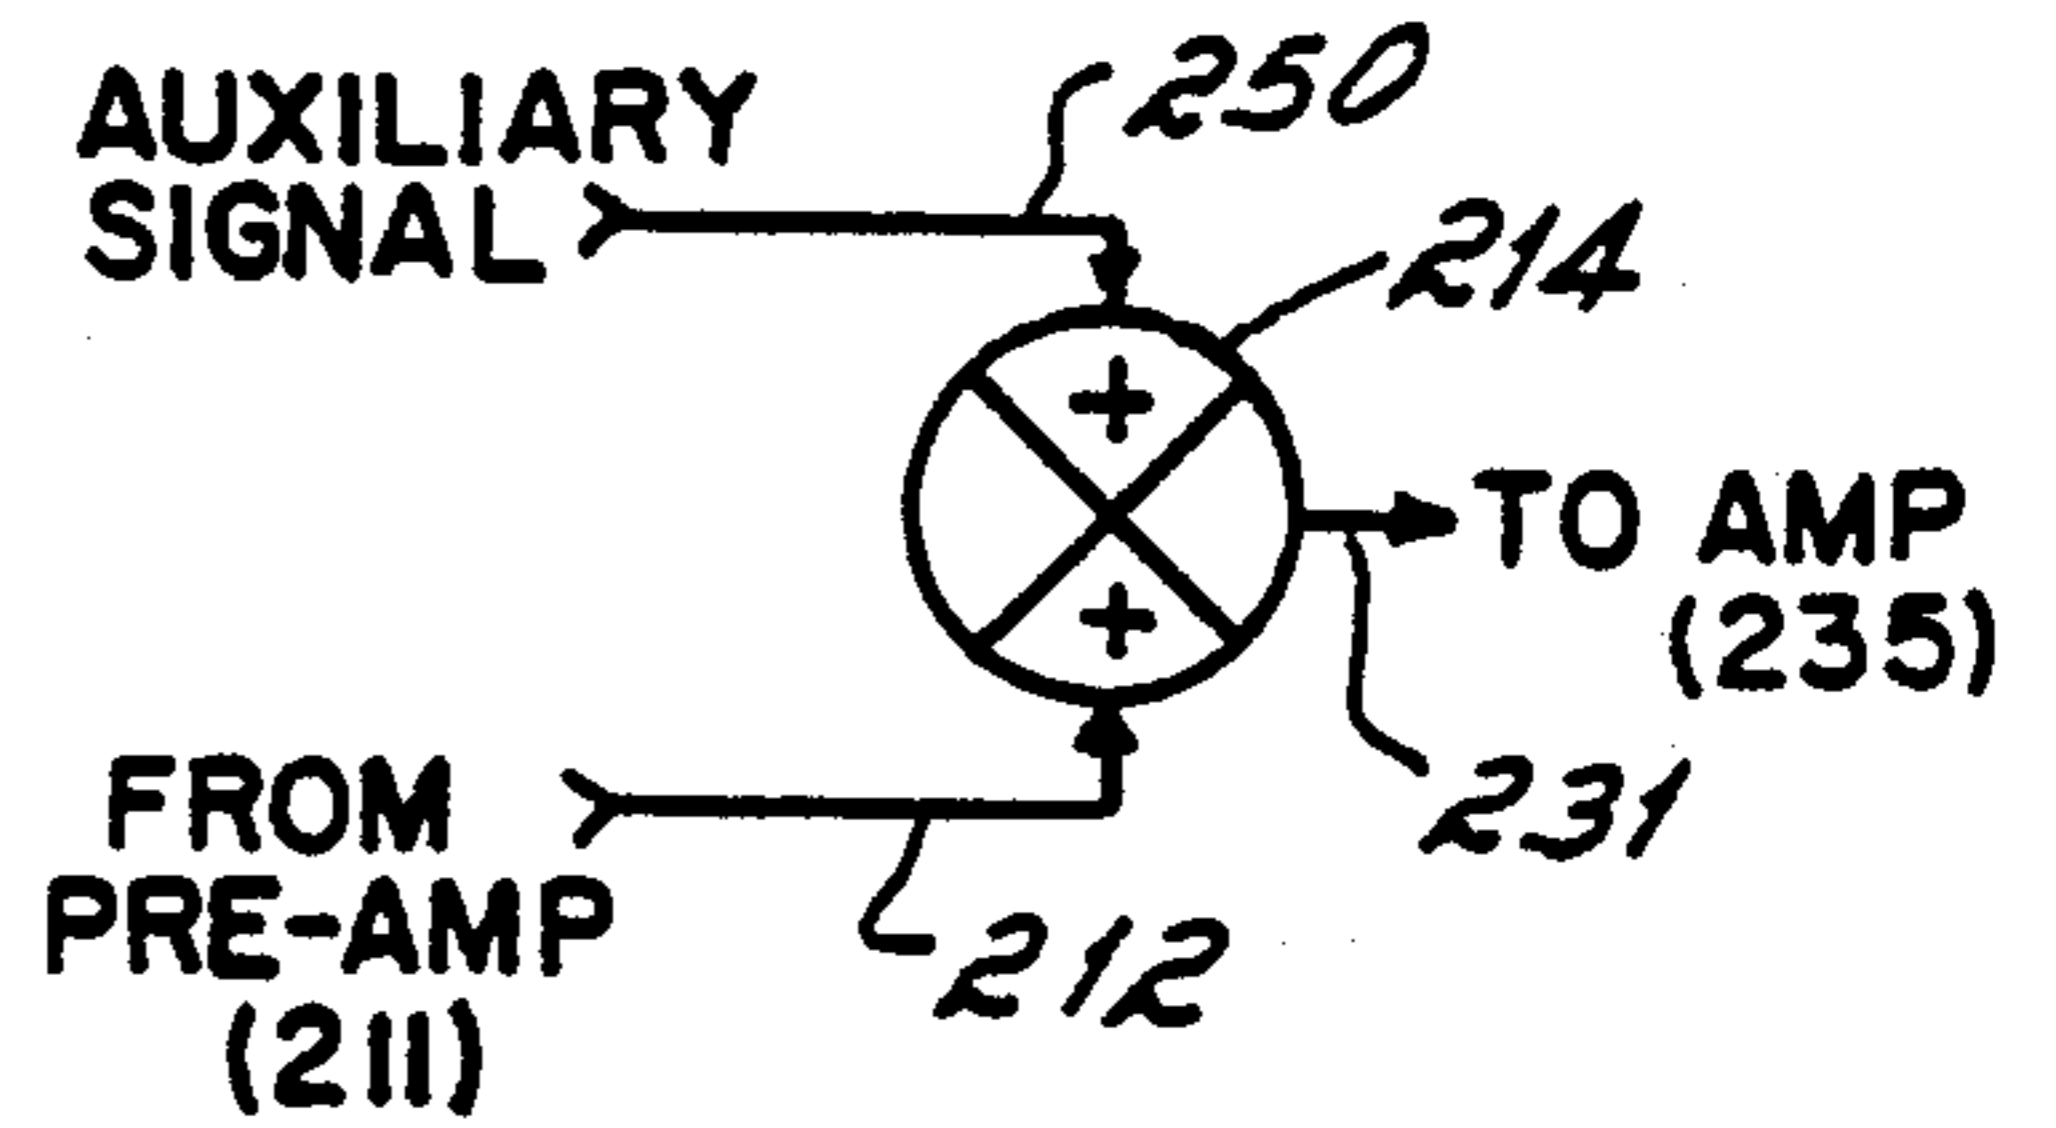 AUXILIARY
SIGNAL
250
214
+
TO AMP
(235)
+
231
FROM
PRE-AMP
(211)
212